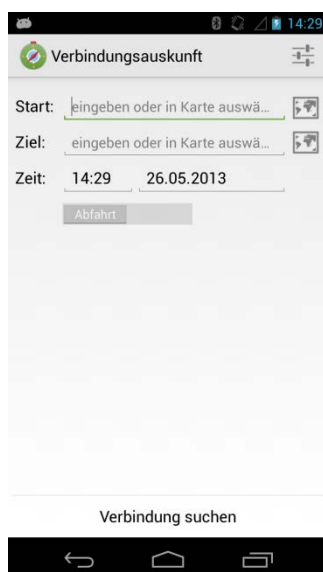 14:29
Verbindungsauskunft
Start: eingeben oder in Karte auswä...
Ziel: eingeben oder in Karte auswä...
Zeit: 14:29 26.05.2013
Abfahrt
Verbindung suchen